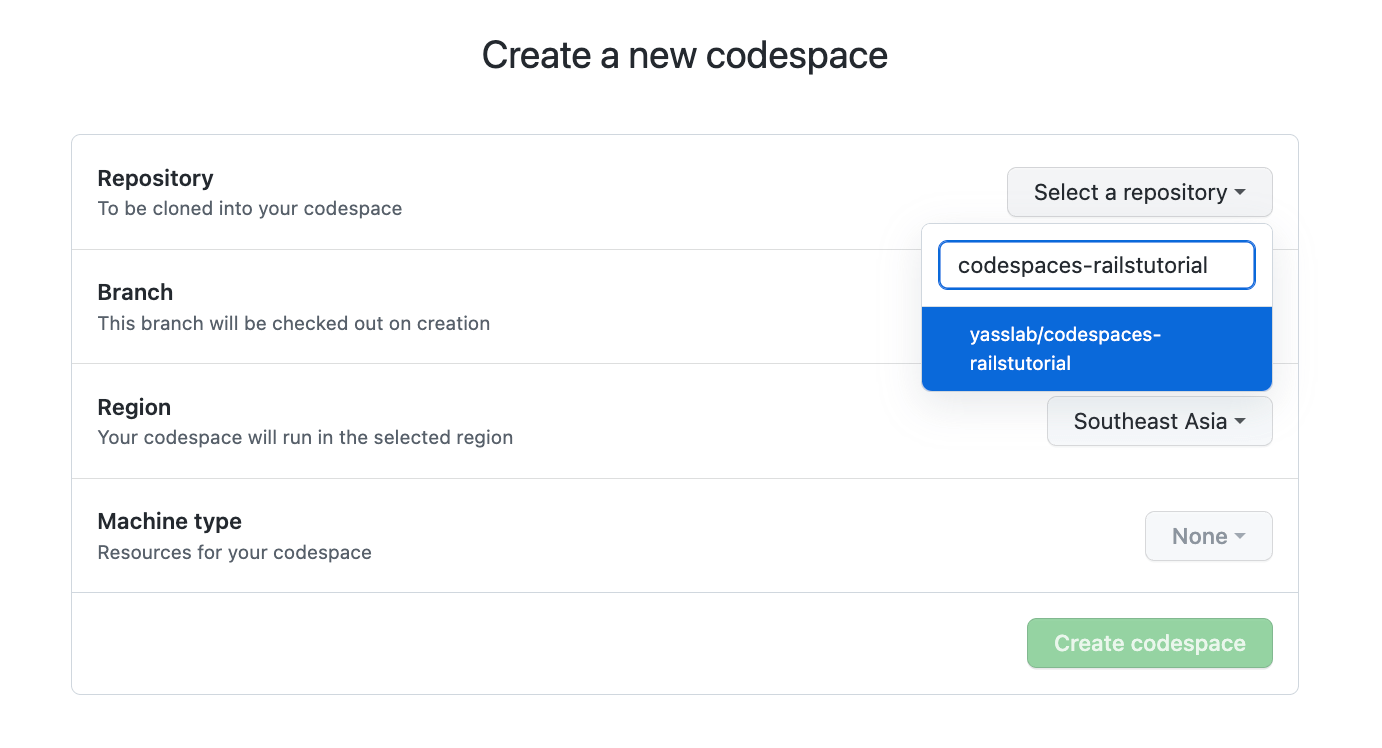 Create a new codespace
Repository
To be cloned into your codespace
Select a repository
codespaces-railstutorial
yasslab/codespaces-
railstutorial
Branch
This branch will be checked out on creation
Region
Your codespace will run in the selected region
Southeast Asia
Machine type
Resources for your codespace
None
Create codespace